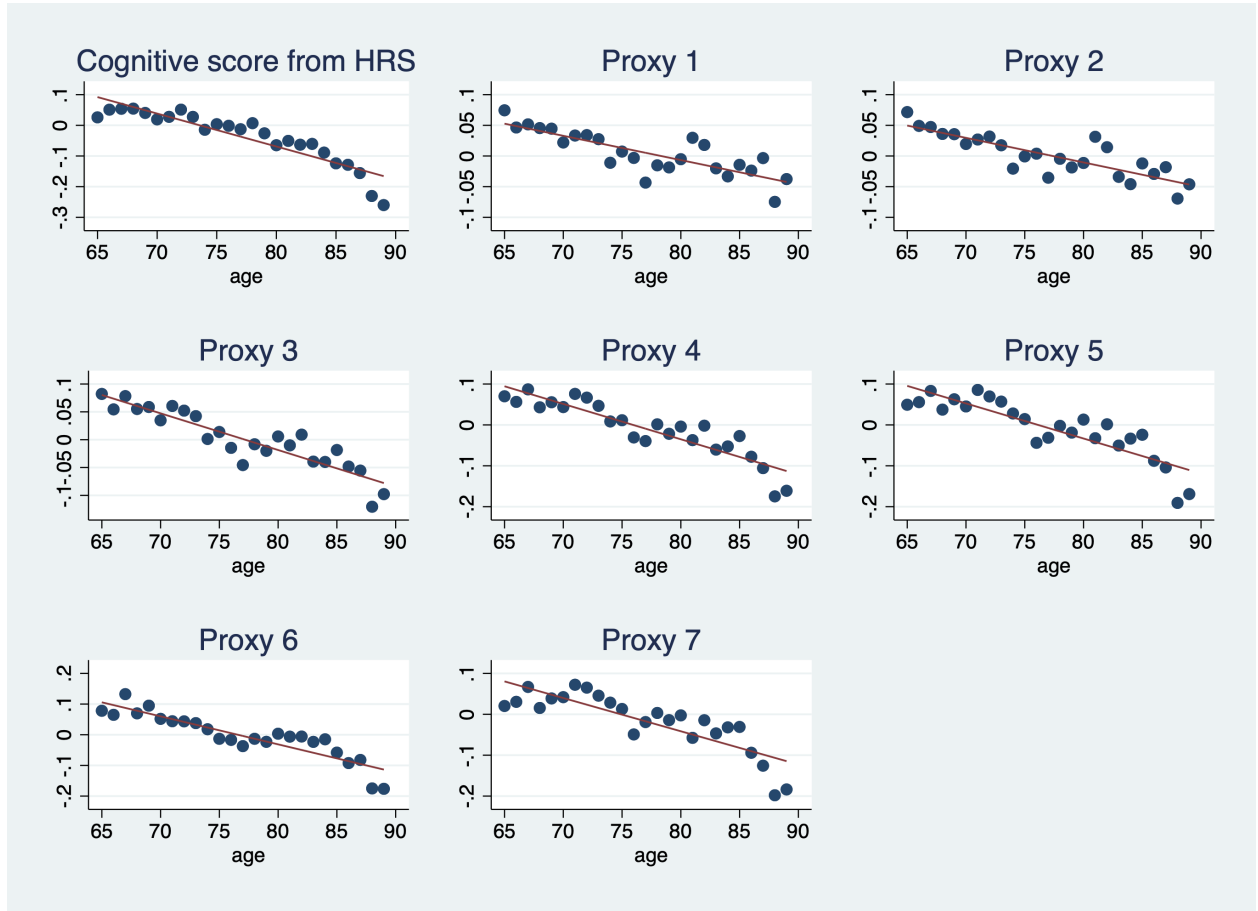 Cognitive score from HRS
.1
0
-.1
-.2
-.3
65 70 75 80 85 90
age
Proxy 1
.1
.05
0
-.05
-.1
65 70 75 80 85 90
age
Proxy 2
.1
.05
0
-.05
-.1
65 70 75 80 85 90
age
Proxy 3
.1
.05
0
-.05
-.1
65 70 75 80 85 90
age
Proxy 4
.1
0
-.1
-.2
65 70 75 80 85 90
age
Proxy 5
.1
0
-.1
-.2
65 70 75 80 85 90
age
Proxy 6
.2
.1
0
-.1
-.2
65 70 75 80 85 90
age
Proxy 7
.1
0
-.1
-.2
65 70 75 80 85 90
age